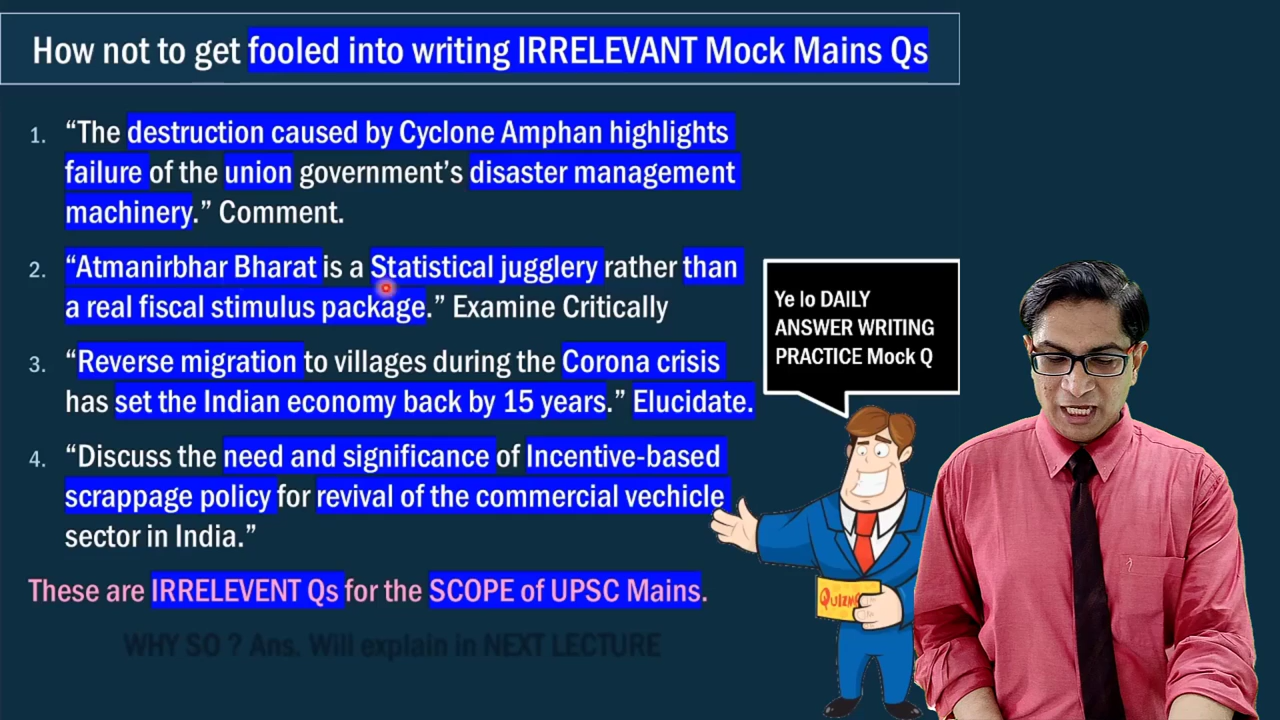 How not to get fooled into writing IRRELEVANT Mock Mains Qs
1. “The destruction caused by Cyclone Amphan highlights
failure of the union government’s disaster management
machinery.” Comment.
2. “Atmanirbhar Bharat is a Statistical jugglery rather than
a real fiscal stimulus package.” Examine Critically
3. “Reverse migration to villages during the Corona crisis
has set the Indian economy back by 15 years.” Elucidate.
4. “Discuss the need and significance of Incentive-based
scrappage policy for revival of the commercial vechicle
sector in India.”
These are IRRELEVENT Qs for the SCOPE of UPSC Mains.
WHY SO ? Ans. Will explain in NEXT LECTURE
Ye lo DAILY
ANSWER WRITING
PRACTICE Mock Q